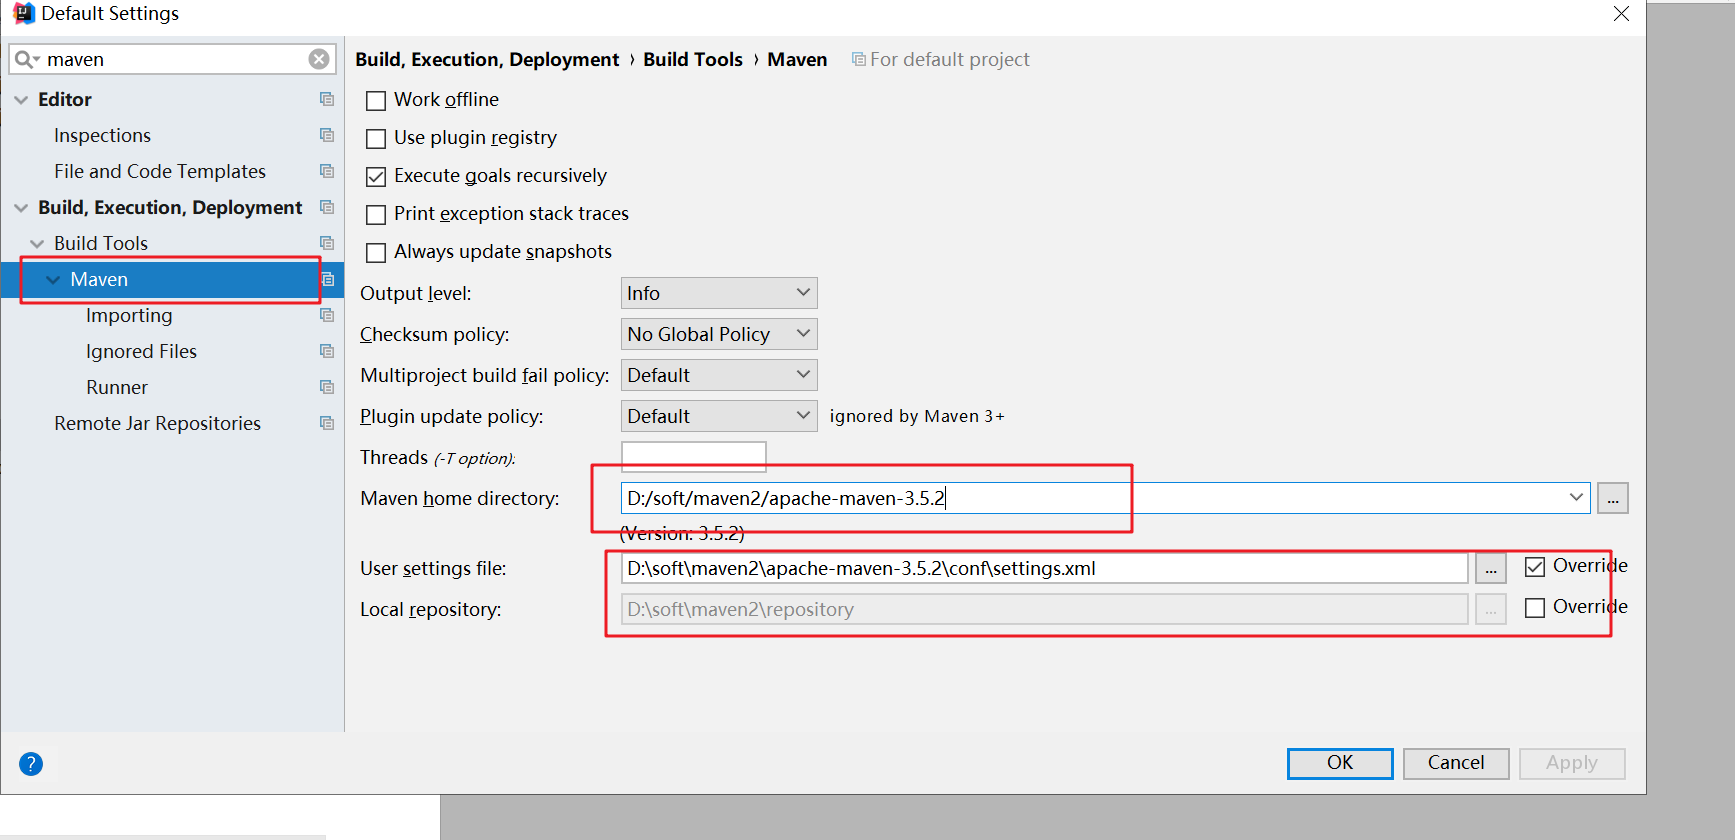 Default Settings
maven
Editor
Inspections
File and Code Templates
Build, Execution, Deployment
Build Tools
Maven
Importing
Ignored Files
Runner
Remote Jar Repositories
Build, Execution, Deployment › Build Tools › Maven For default project
Work offline
Use plugin registry
Execute goals recursively
Print exception stack traces
Always update snapshots
Output level: Info
Checksum policy: No Global Policy
Multiproject build fail policy: Default
Plugin update policy: Default ignored by Maven 3+
Threads (-T option):
Maven home directory: D:/soft/maven2/apache-maven-3.5.2 ...
(Version: 3.5.2)
User settings file: D:\soft\maven2\apache-maven-3.5.2\conf\settings.xml ... Override
Local repository: D:\soft\maven2\repository ... Override
? OK Cancel Apply